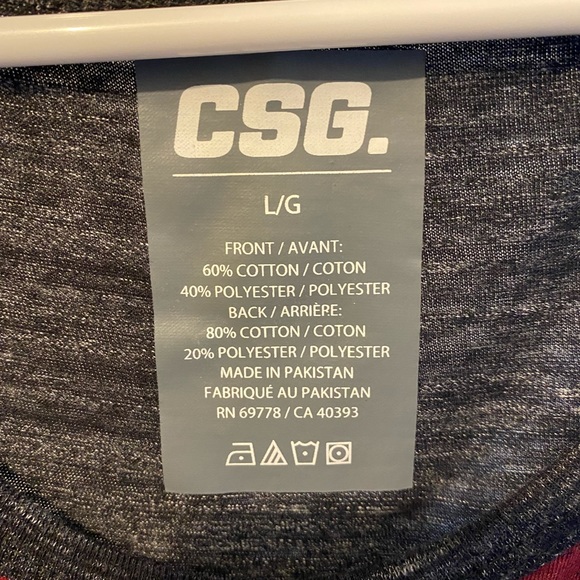 CSG.
L/G
FRONT / AVANT:
60% COTTON / COTON
40% POLYESTER / POLYESTER
BACK / ARRIÈRE:
80% COTTON / COTON
20% POLYESTER / POLYESTER
MADE IN PAKISTAN
FABRIQUÉ AU PAKISTAN
RN 69778 / CA 40393